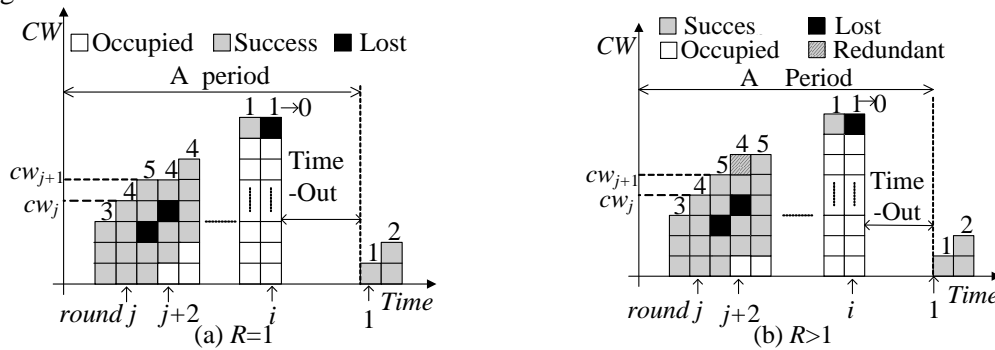 CW
Occupied Success Lost
A period
1 1→0
4
5 4
4
3
cw_{j+1}
cw_j
Time
-Out
2
1
round j j+2 i 1 Time
(a) R=1
CW
Succes Lost
Occupied Redundant
A Period
1 1→0
4 5
5
4
3
cw_{j+1}
cw_j
Time
-Out
2
1
round j j+2 i 1 Time
(b) R>1